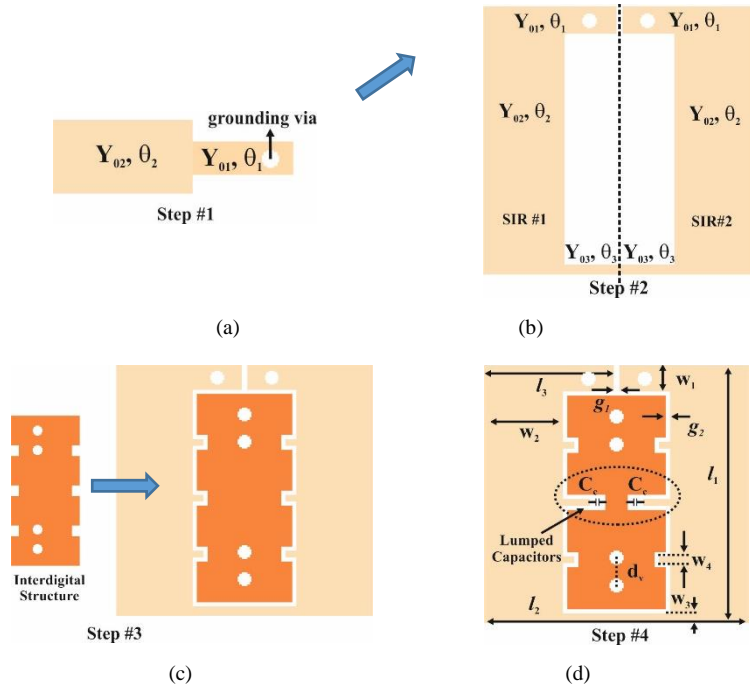 grounding via
Y02, θ2
Y01, θ1
Step #1
(a)
Y01, θ1
Y01, θ1
Y02, θ2
Y02, θ2
SIR #1
SIR#2
Y03, θ3
Y03, θ3
Step #2
(b)
Interdigital
Structure
Step #3
(c)
l3
w1
g1
g2
w2
Cc
Cc
l1
Lumped
Capacitors
dv
w4
w3
l2
Step #4
(d)